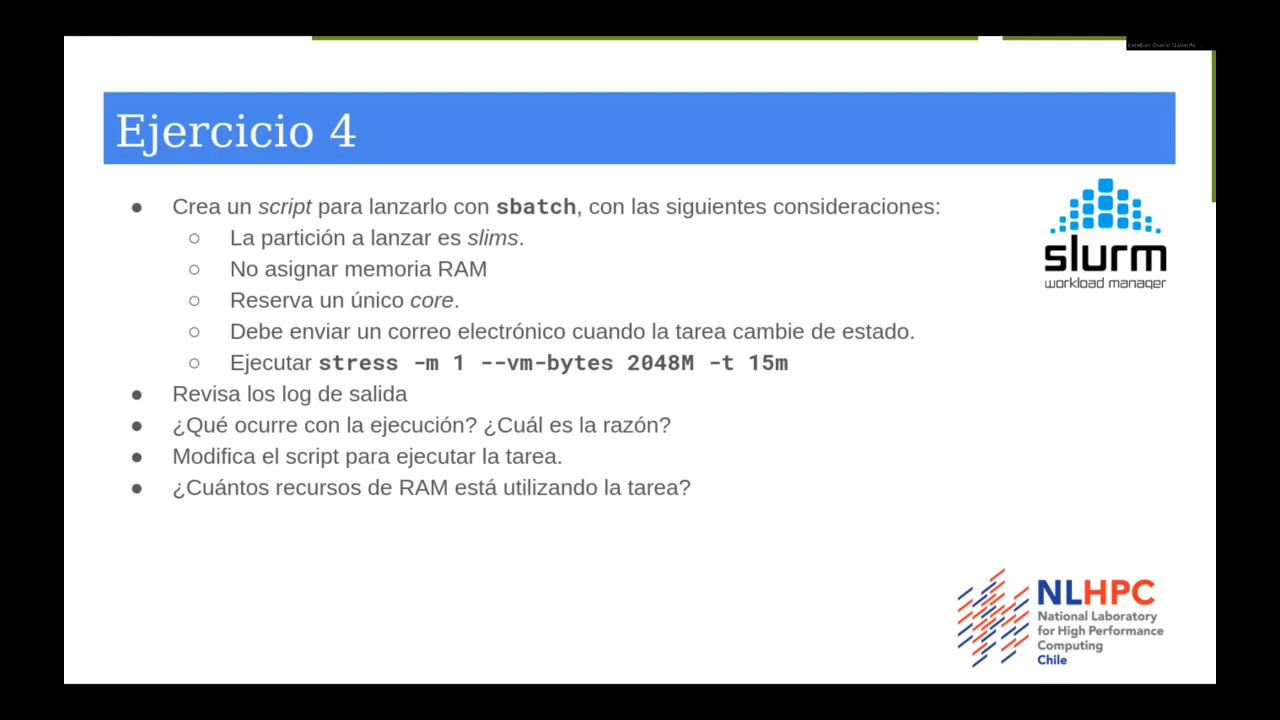 Esteban Osorio Gallardo
Ejercicio 4
● Crea un script para lanzarlo con sbatch, con las siguientes consideraciones:
○ La partición a lanzar es slims.
○ No asignar memoria RAM
○ Reserva un único core.
○ Debe enviar un correo electrónico cuando la tarea cambie de estado.
○ Ejecutar stress -m 1 --vm-bytes 2048M -t 15m
● Revisa los log de salida
● ¿Qué ocurre con la ejecución? ¿Cuál es la razón?
● Modifica el script para ejecutar la tarea.
● ¿Cuántos recursos de RAM está utilizando la tarea?
slurm
workload manager
NLHPC
National Laboratory
for High Performance
Computing
Chile